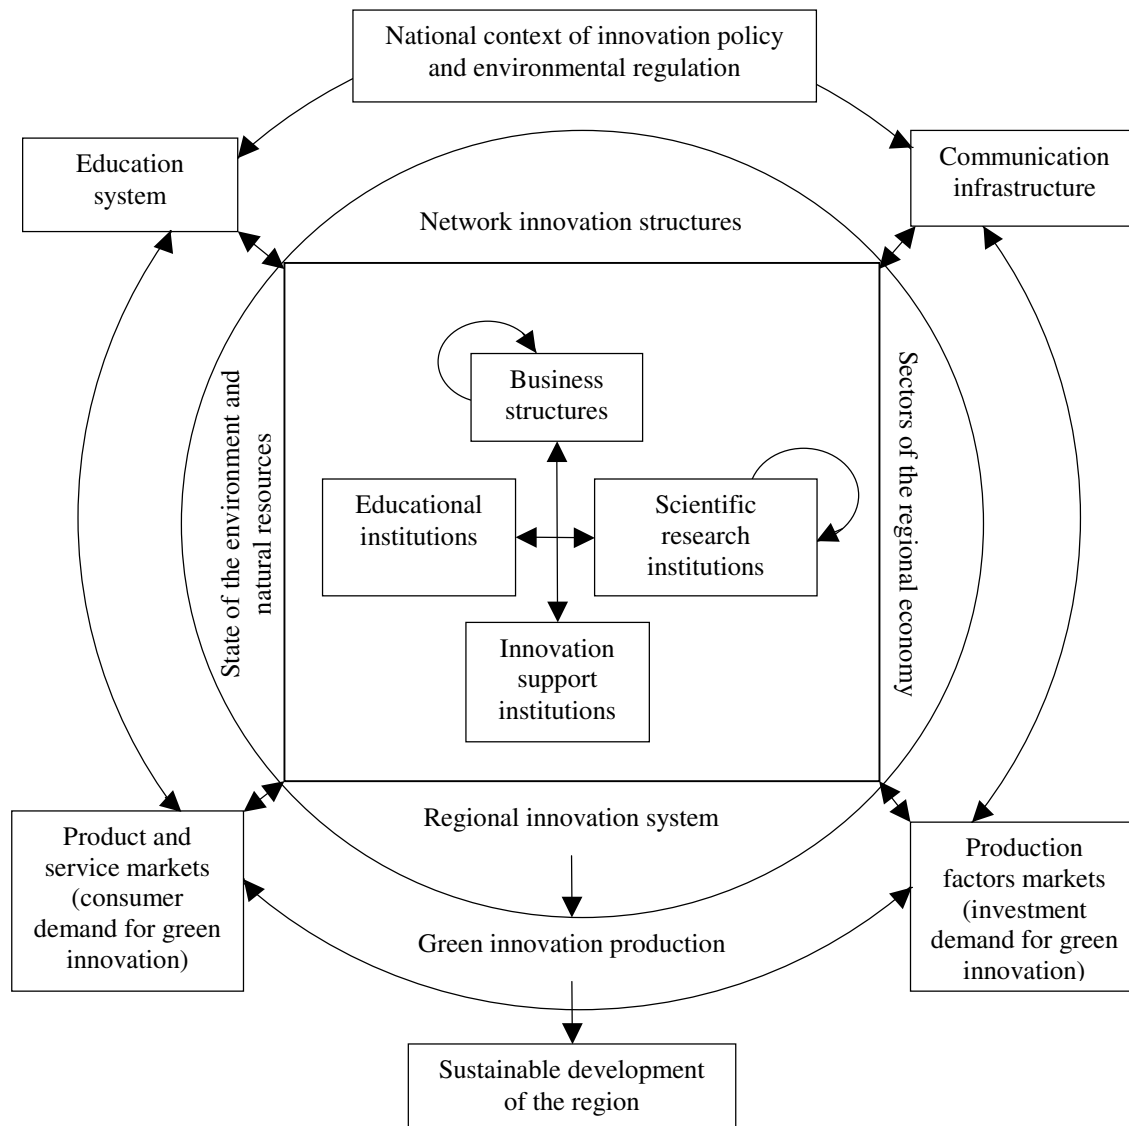 National context of innovation policy
and environmental regulation
Education
system
Communication
infrastructure
Network innovation structures
Business
structures
State of the environment and
natural resources
Sectors of the regional economy
Educational
institutions
Scientific
research
institutions
Innovation
support
institutions
Regional innovation system
Product and
service markets
(consumer
demand for green
innovation)
Production
factors markets
(investment
demand for green
innovation)
Green innovation production
Sustainable development
of the region